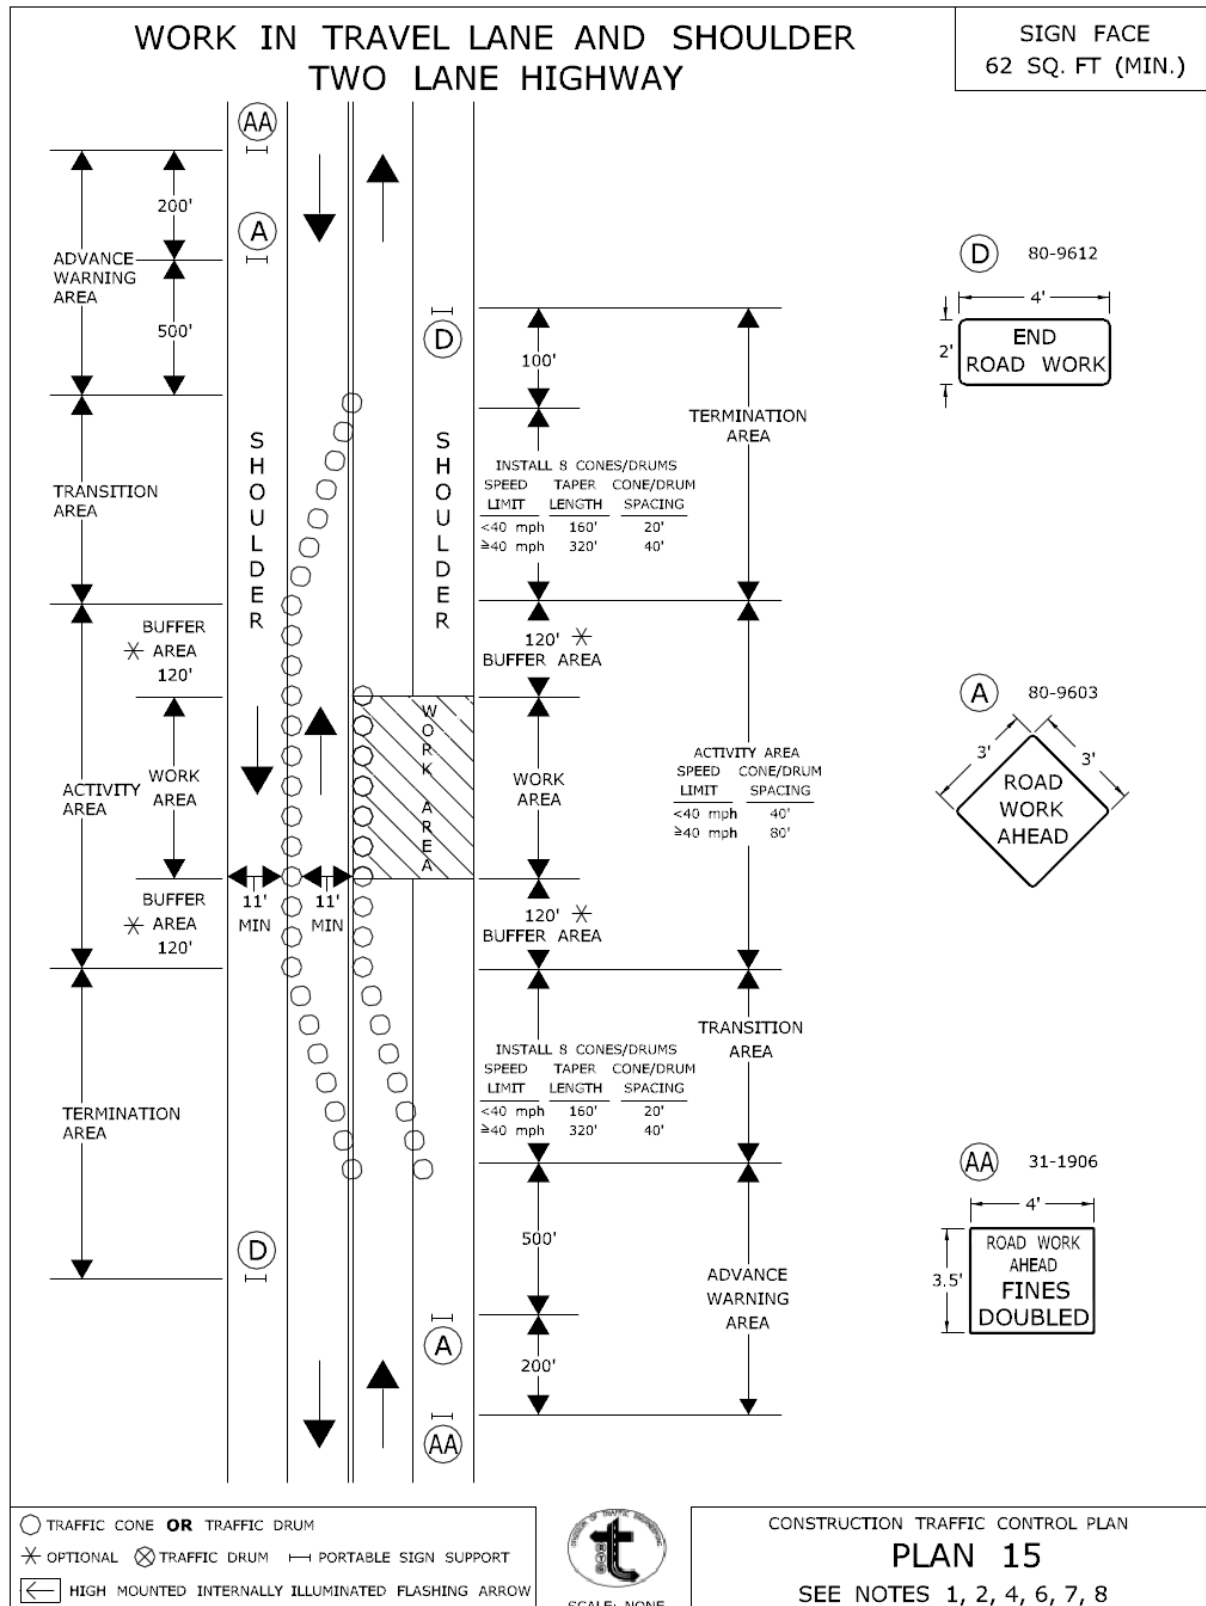 WORK IN TRAVEL LANE AND SHOULDER
TWO LANE HIGHWAY
SIGN FACE
62 SQ. FT (MIN.)
AA
200'
A
ADVANCE
WARNING
AREA
500'
D
100'
TERMINATION
AREA
SHOULDER
SHOULDER
INSTALL 8 CONES/DRUMS
SPEED TAPER CONE/DRUM
LIMIT LENGTH SPACING
<40 mph 160' 20'
≥40 mph 320' 40'
TRANSITION
AREA
BUFFER
* AREA
120'
120' *
BUFFER AREA
WORK AREA
ACTIVITY
AREA
WORK
AREA
WORK
AREA
ACTIVITY AREA
SPEED CONE/DRUM
LIMIT SPACING
<40 mph 40'
≥40 mph 80'
11'
MIN
11'
MIN
BUFFER
* AREA
120'
120' *
BUFFER AREA
TRANSITION
AREA
INSTALL 8 CONES/DRUMS
SPEED TAPER CONE/DRUM
LIMIT LENGTH SPACING
<40 mph 160' 20'
≥40 mph 320' 40'
TERMINATION
AREA
D
500'
ADVANCE
WARNING
AREA
A
200'
AA
D 80-9612
4'
2'
END
ROAD WORK
A 80-9603
3'
3'
ROAD
WORK
AHEAD
AA 31-1906
4'
3.5'
ROAD WORK
AHEAD
FINES
DOUBLED
TRAFFIC CONE OR TRAFFIC DRUM
* OPTIONAL TRAFFIC DRUM PORTABLE SIGN SUPPORT
HIGH MOUNTED INTERNALLY ILLUMINATED FLASHING ARROW
SCALE: NONE
CONSTRUCTION TRAFFIC CONTROL PLAN
PLAN 15
SEE NOTES 1, 2, 4, 6, 7, 8